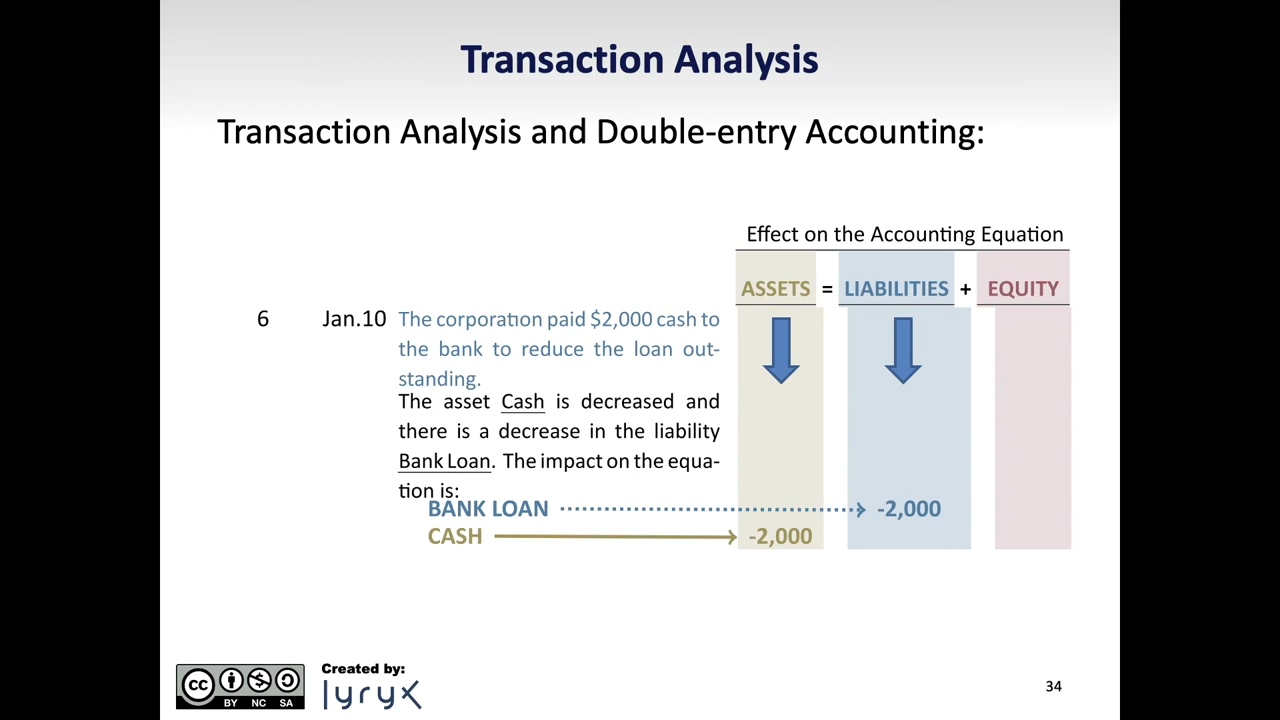 Transaction Analysis
Transaction Analysis and Double-entry Accounting:
Effect on the Accounting Equation
ASSETS = LIABILITIES + EQUITY
6 Jan.10 The corporation paid $2,000 cash to
the bank to reduce the loan out-
standing.
The asset Cash is decreased and
there is a decrease in the liability
Bank Loan. The impact on the equa-
tion is:
BANK LOAN -2,000
CASH -2,000
cc BY NC SA
Created by:
lyryx
34